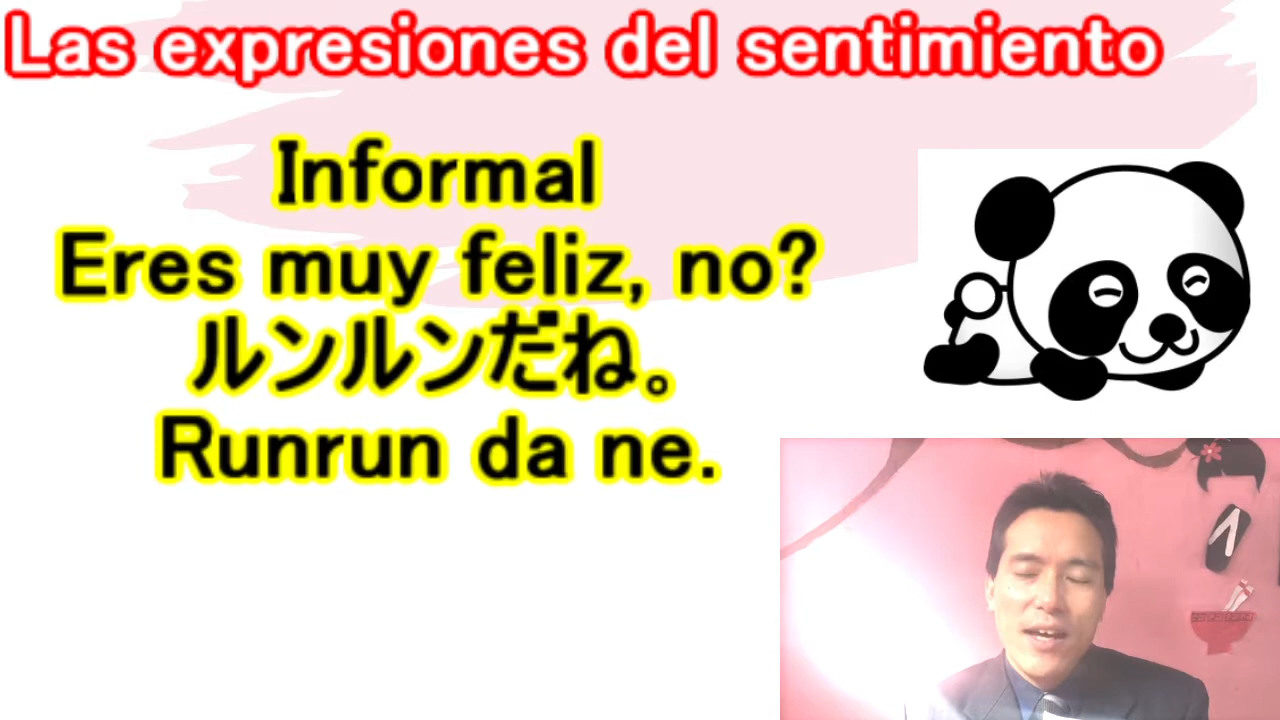 Las expresiones del sentimiento
Informal
Eres muy feliz, no?
ルンルンだね。
Runrun da ne.